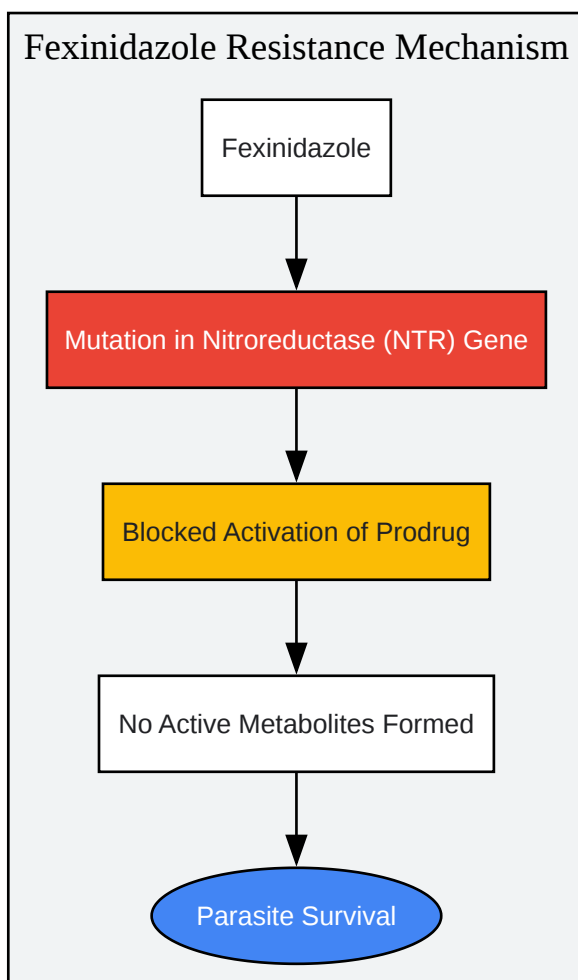 Fexinidazole Resistance Mechanism
Fexinidazole
Mutation in Nitroreductase (NTR) Gene
Blocked Activation of Prodrug
No Active Metabolites Formed
Parasite Survival